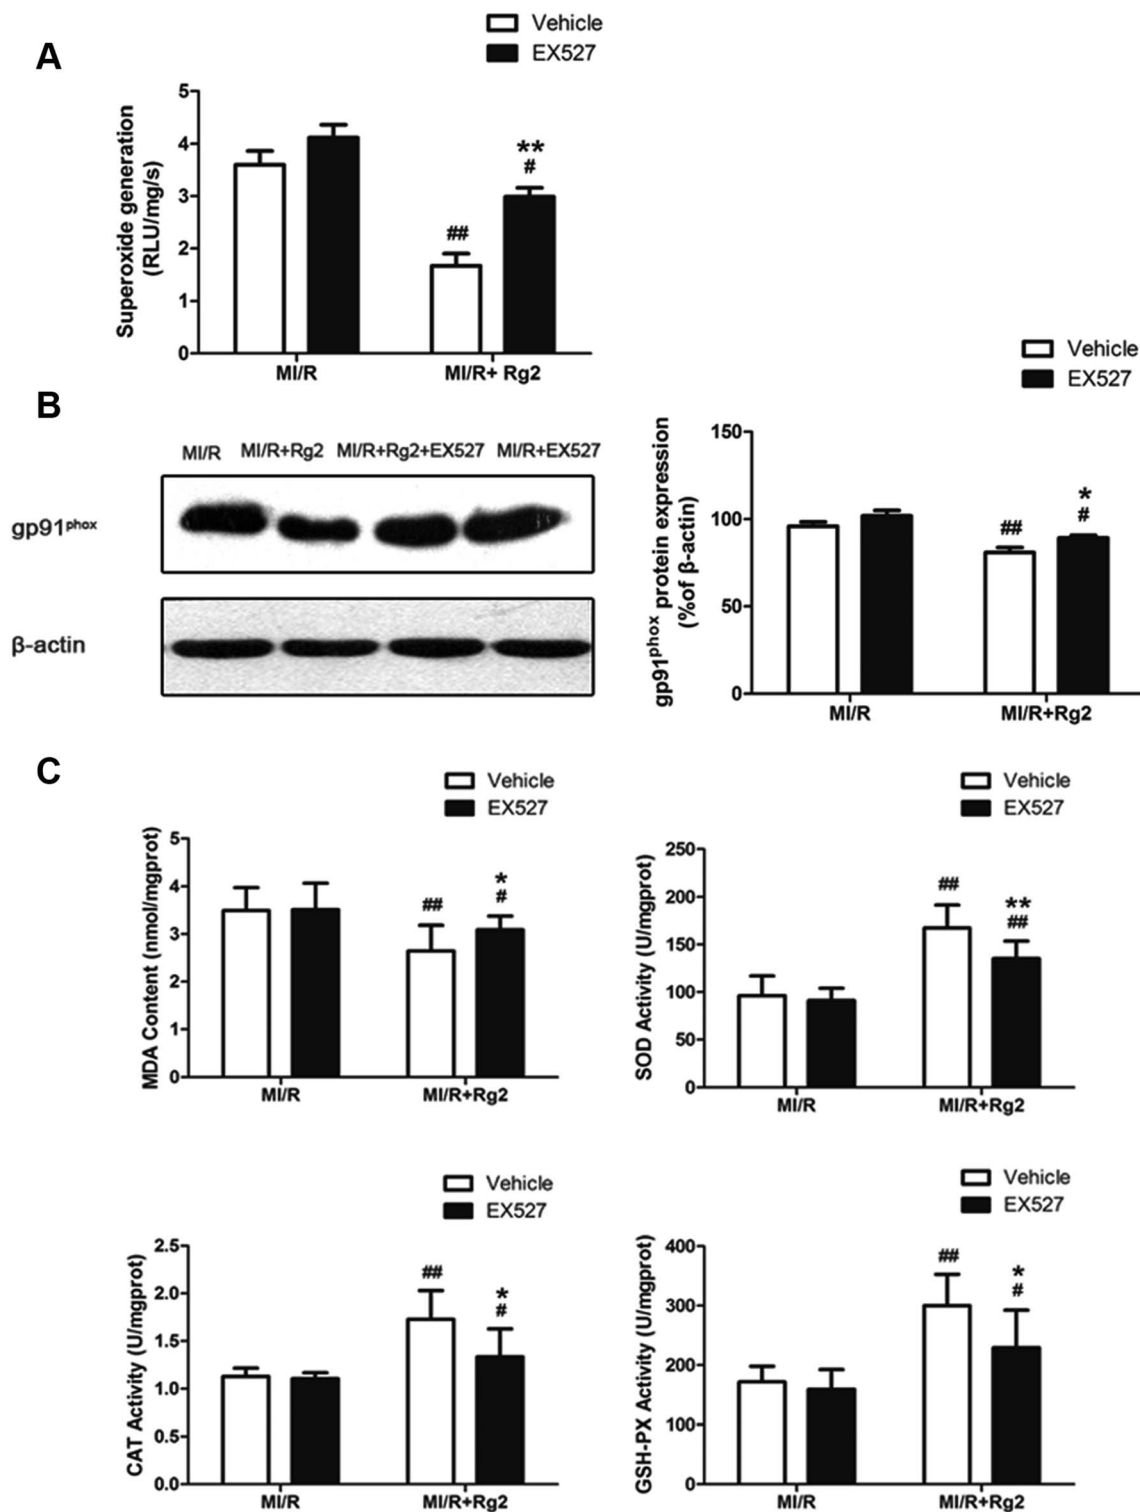 A
Vehicle
EX527
Superoxide generation
(RLU/mg/s)
5
4
3
2
1
0
**
#
##
MI/R
MI/R+ Rg2
B
MI/R
MI/R+Rg2
MI/R+Rg2+EX527
MI/R+EX527
gp91phox
β-actin
Vehicle
EX527
gp91phox protein expression
(%of β-actin)
150
100
50
0
##
*
#
MI/R
MI/R+Rg2
C
Vehicle
EX527
MDA Content (nmol/mgprot)
5
4
3
2
1
0
##
*
#
MI/R
MI/R+Rg2
Vehicle
EX527
SOD Activity (U/mgprot)
250
200
150
100
50
0
##
**
##
MI/R
MI/R+Rg2
Vehicle
EX527
CAT Activity (U/mgprot)
2.5
2.0
1.5
1.0
0.5
0.0
##
*
#
MI/R
MI/R+Rg2
Vehicle
EX527
GSH-PX Activity (U/mgprot)
400
300
200
100
0
##
*
#
MI/R
MI/R+Rg2